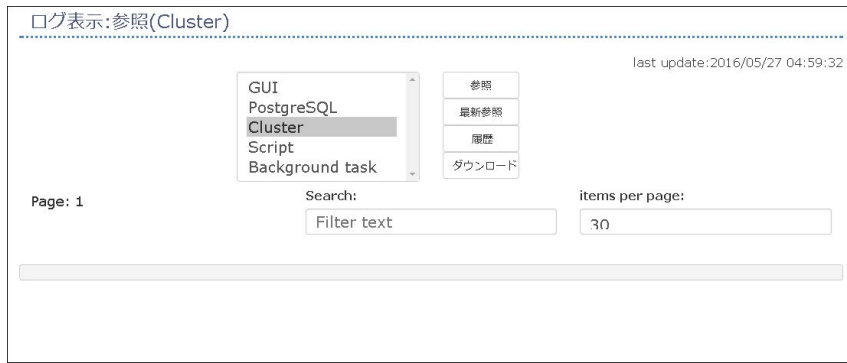 ログ表示:参照(Cluster)
last update:2016/05/27 04:59:32
GUI
PostgreSQL
Cluster
Script
Background task
参照
最新参照
履歴
ダウンロード
Page: 1
Search:
Filter text
items per page:
30